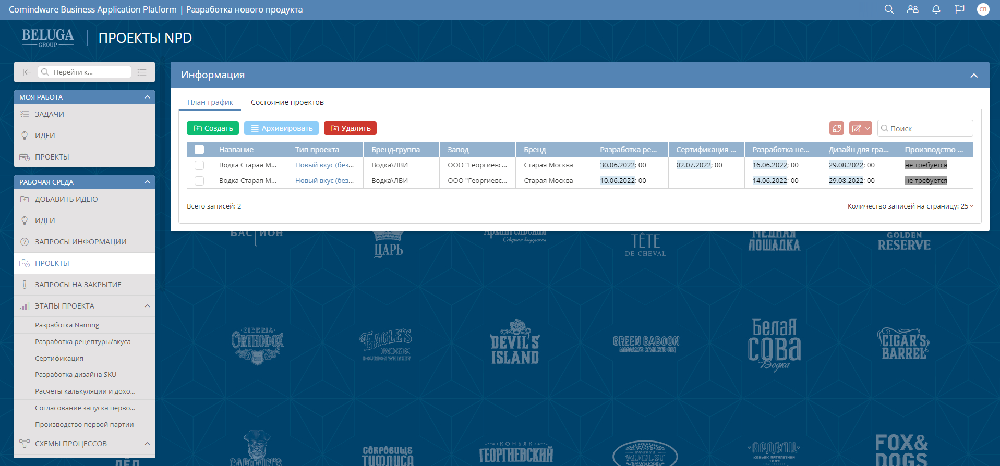 Comindware Business Application Platform | Разработка нового продукта
CB
BELUGA
GROUP
ПРОЕКТЫ NPD
Перейти к...
МОЯ РАБОТА
ЗАДАЧИ
ИДЕИ
ПРОЕКТЫ
РАБОЧАЯ СРЕДА
ДОБАВИТЬ ИДЕЮ
ИДЕИ
ЗАПРОСЫ ИНФОРМАЦИИ
ПРОЕКТЫ
ЗАПРОСЫ НА ЗАКРЫТИЕ
ЭТАПЫ ПРОЕКТА
Разработка Naming
Разработка рецептуры/вкуса
Сертификация
Разработка дизайна SKU
Расчеты калькуляции и дохо...
Согласование запуска перво...
Производство первой партии
СХЕМЫ ПРОЦЕССОВ
Информация
План-график Состояние проектов
Создать Архивировать Удалить Поиск
Название Тип проекта Бренд-группа Завод Бренд Разработка ре... Сертификация ... Разработка не... Дизайн для гра... Производство ...
Водка Старая М... Новый вкус (без... Водка\ЛВИ ООО "Георгиевс... Старая Москва 30.06.2022; 00 02.07.2022; 00 16.06.2022; 00 29.08.2022; 00 не требуется
Водка Старая М... Новый вкус (без... Водка\ЛВИ ООО "Георгиевс... Старая Москва 10.06.2022; 00 14.06.2022; 00 29.08.2022; 00 не требуется
Всего записей: 2 Количество записей на страницу: 25
БАСТИОН
ЦАРЬ
Архангельская
Северная выдержка
TÊTE
DE CHEVAL
МЕДНАЯ
ЛОШАДКА
GOLDEN
RESERVE
SIBERIA
ORTHODOX
EAGLE'S
ROCK
BOURBON WHISKEY
DEVIL'S
ISLAND
GREEN BABOON
MOSCOW'S CIVILIZED GIN
БЕЛАЯ
СОВА
Водка
CIGAR'S
BARREL
CAPTAIN'S
СОКРОВИЩЕ
ТИФЛИСА
КОНЬЯК
ГЕОРГИЕВСКИЙ
DOCTOR
AUGUST
АРДЕЛИ
КОНЬЯК ПЯТИЛЕТНИЙ
100%
FOX&
DOGS
ЛЁД